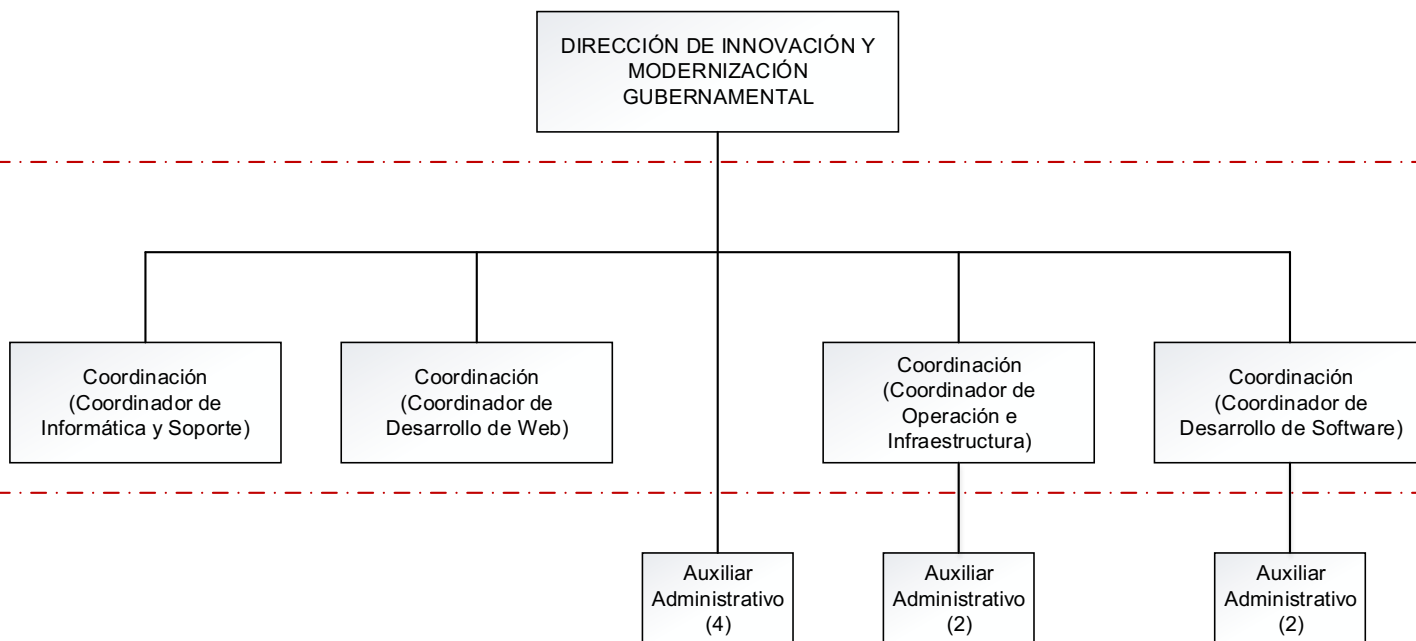 DIRECCIÓN DE INNOVACIÓN Y
MODERNIZACIÓN
GUBERNAMENTAL
Coordinación
(Coordinador de
Informática y Soporte)
Coordinación
(Coordinador de
Desarrollo de Web)
Coordinación
(Coordinador de
Operación e
Infraestructura)
Coordinación
(Coordinador de
Desarrollo de Software)
Auxiliar
Administrativo
(4)
Auxiliar
Administrativo
(2)
Auxiliar
Administrativo
(2)